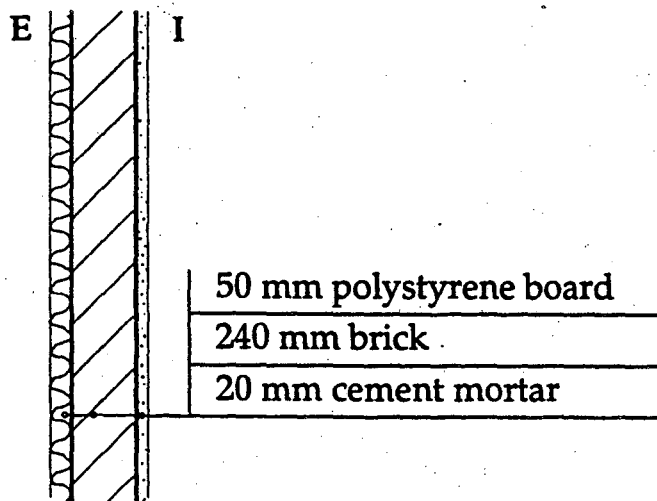 E
I
50 mm polystyrene board
240 mm brick
20 mm cement mortar